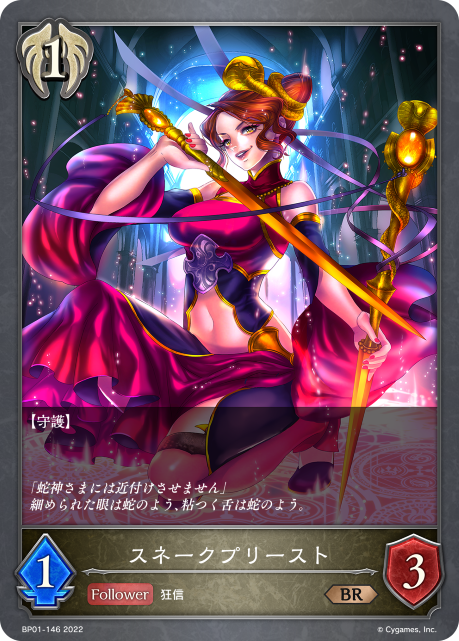 1
【守護】
「蛇神さまには近付けさせません」
細められた眼は蛇のよう、粘つく舌は蛇のよう。
スネークプリースト
1
Follower 狂信
BR
3
BP01-146 2022
© Cygames, Inc.